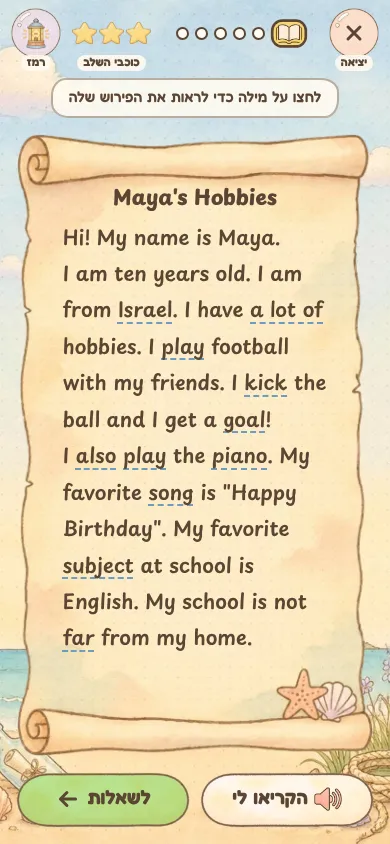 רמז
כוכבי השלב
יציאה
לחצו על מילה כדי לראות את הפירוש שלה
Maya's Hobbies
Hi! My name is Maya.
I am ten years old. I am
from Israel. I have a lot of
hobbies. I play football
with my friends. I kick the
ball and I get a goal!
I also play the piano. My
favorite song is "Happy
Birthday". My favorite
subject at school is
English. My school is not
far from my home.
הקריאו לי
לשאלות ←